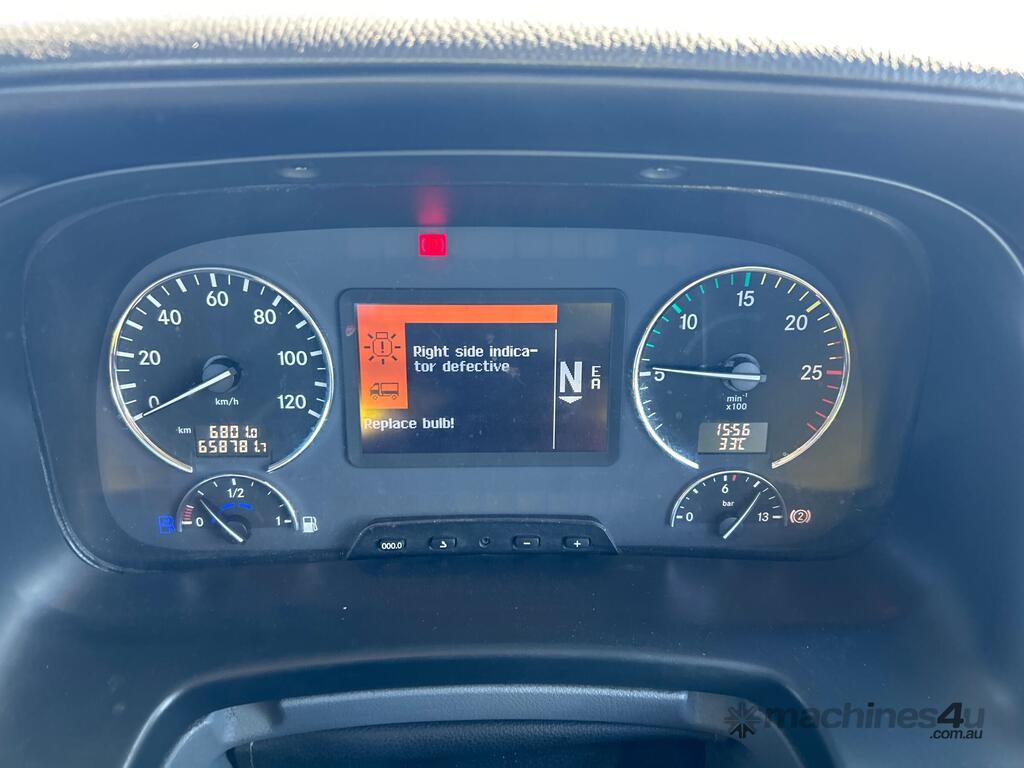 0 20 40 60 80 100 120
km/h
km
6801.0
658781.7
0 1/2 1
Right side indica-
tor defective
Replace bulb!
N E
A
5 10 15 20 25
min-1
x100
15:56
33°C
0 6 13
bar
2
000.0
- +
machines4u
.com.au